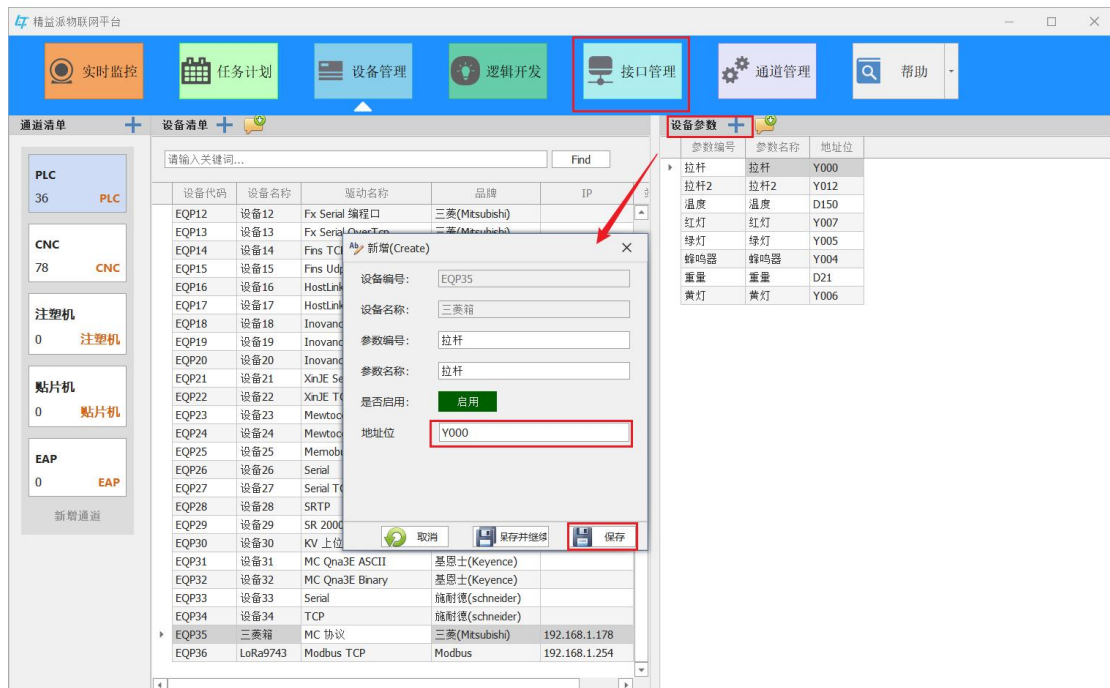 精益派物联网平台
实时监控 任务计划 设备管理 逻辑开发 接口管理 通道管理 帮助
通道清单
PLC
36 PLC
CNC
78 CNC
注塑机
0 注塑机
贴片机
0 贴片机
EAP
0 EAP
新增通道
设备清单
请输入关键词... Find
设备代码 设备名称 驱动名称 品牌 IP
EQP12 设备12 Fx Serial 编程口 三菱(Mitsubishi)
EQP13 设备13 Fx Serial OverTcp 三菱(Mitsubishi)
EQP14 设备14 Fins
EQP15 设备15 Fins
EQP16 设备16 HostLink
EQP17 设备17 HostLink
EQP18 设备18
EQP19 设备19
EQP20 设备20
EQP21 设备21 XinJE
EQP22 设备22 XinJE
EQP23 设备23
EQP24 设备24
EQP25 设备25
EQP26 设备26 Serial
EQP27 设备27 Serial
EQP28 设备28 SRTP
EQP29 设备29 SR 2000
EQP30 设备30 KV 上位
EQP31 设备31 MC Qna3E ASCII 基恩士(Keyence)
EQP32 设备32 MC Qna3E Binary 基恩士(Keyence)
EQP33 设备33 Serial 施耐德(schneider)
EQP34 设备34 TCP 施耐德(schneider)
EQP35 三菱箱 MC 协议 三菱(Mitsubishi) 192.168.1.178
EQP36 LoRa9743 Modbus TCP Modbus 192.168.1.254
新增(Create)
设备编号: EQP35
设备名称: 三菱箱
参数编号: 拉杆
参数名称: 拉杆
是否启用: 启用
地址位 Y000
取消 保存并继续 保存
设备参数
参数编号 参数名称 地址位
拉杆 拉杆 Y000
拉杆2 拉杆2 Y012
温度 温度 D150
红灯 红灯 Y007
绿灯 绿灯 Y005
蜂鸣器 蜂鸣器 Y004
重量 重量 D21
黄灯 黄灯 Y006